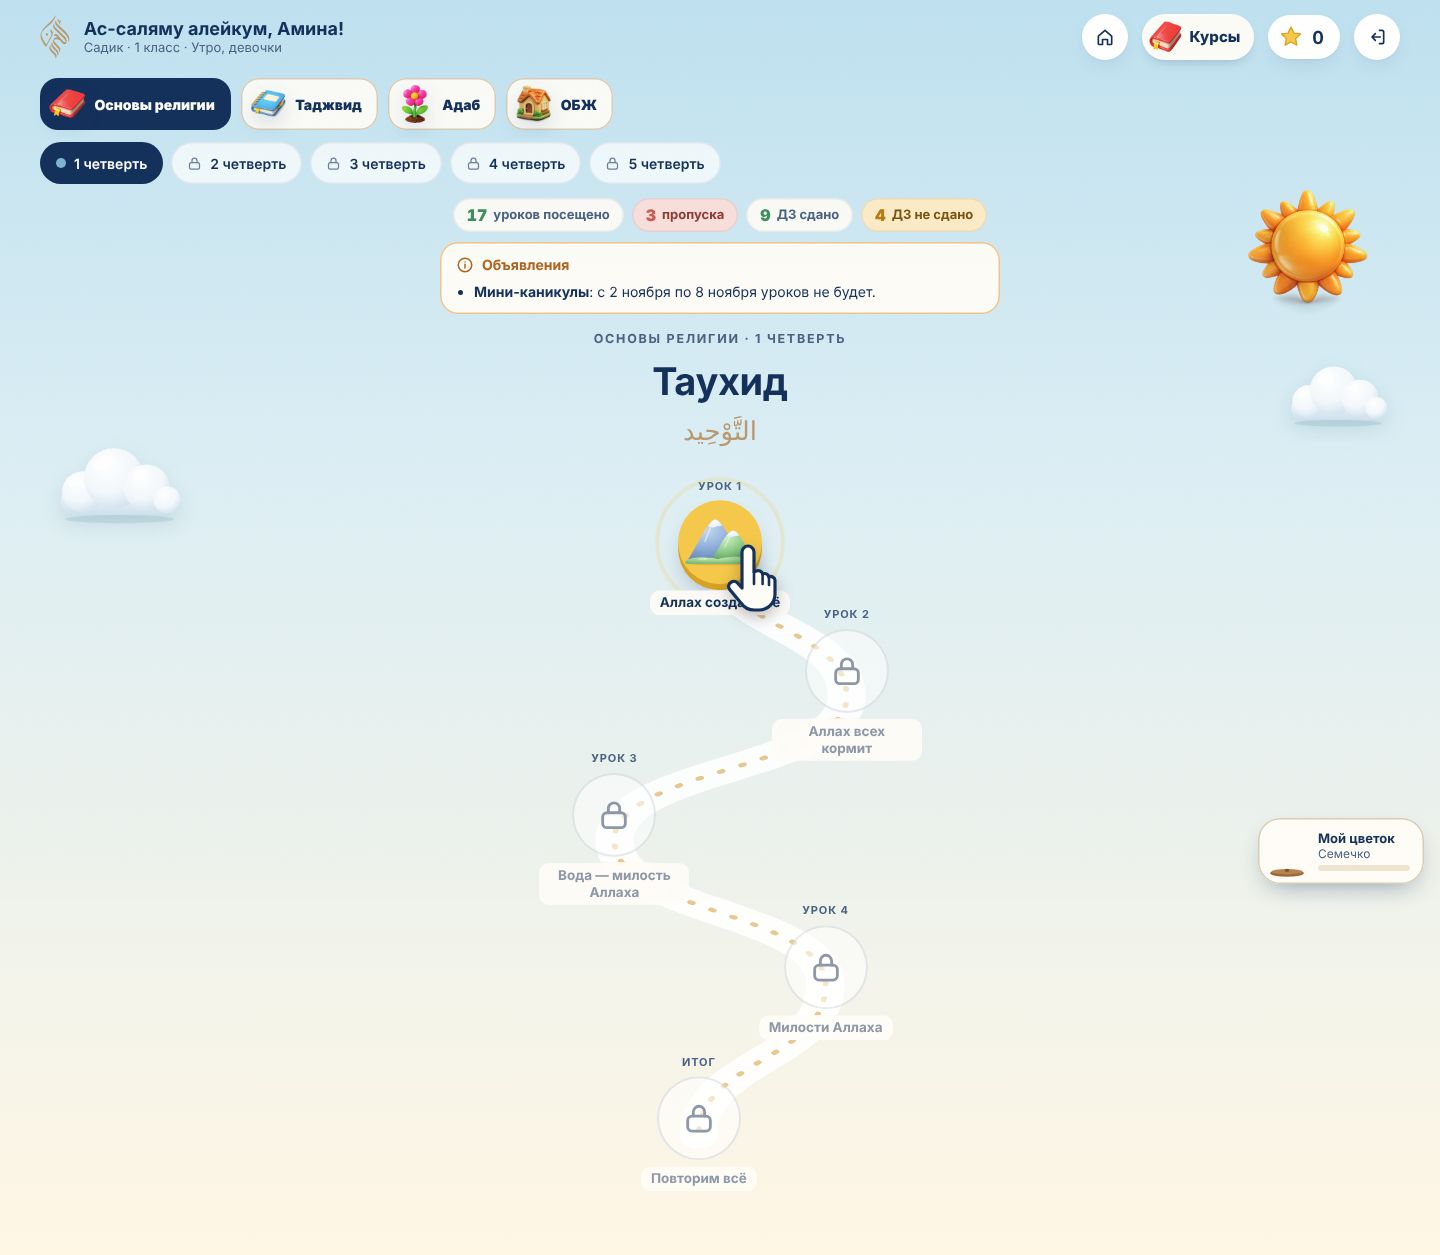 Ас-саляму алейкум, Амина!
Садик · 1 класс · Утро, девочки
Курсы
0
Основы религии
Таджвид
Адаб
ОБЖ
1 четверть
2 четверть
3 четверть
4 четверть
5 четверть
17 уроков посещено
3 пропуска
9 ДЗ сдано
4 ДЗ не сдано
Объявления
• Мини-каникулы: с 2 ноября по 8 ноября уроков не будет.
ОСНОВЫ РЕЛИГИИ · 1 ЧЕТВЕРТЬ
Таухид
التَّوْحِيد
УРОК 1
Аллах
УРОК 2
Аллах всех
кормит
УРОК 3
Вода — милость
Аллаха
Мой цветок
Семечко
УРОК 4
Милости Аллаха
ИТОГ
Повторим всё